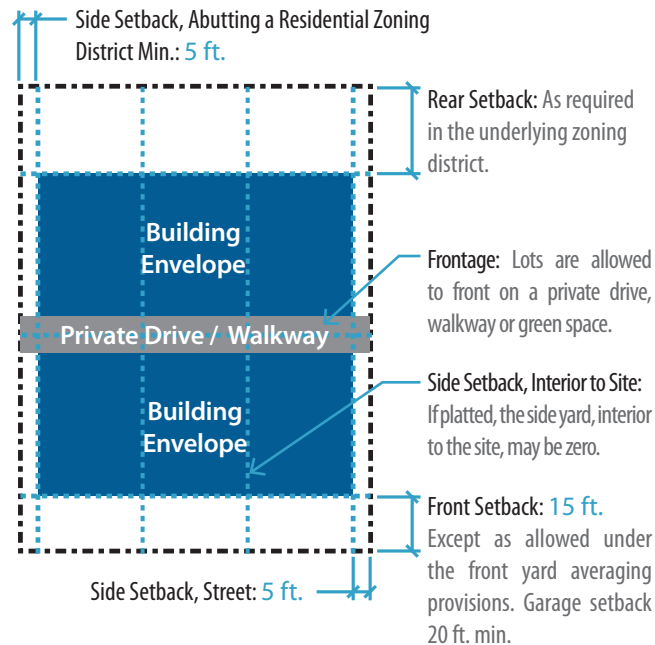 Side Setback, Abutting a Residential Zoning
District Min.: 5 ft.
Rear Setback: As required
in the underlying zoning
district.
Building
Envelope
Frontage: Lots are allowed
to front on a private drive,
walkway or green space.
Private Drive / Walkway
Side Setback, Interior to Site:
If platted, the side yard, interior
to the site, may be zero.
Building
Envelope
Front Setback: 15 ft.
Except as allowed under
the front yard averaging
provisions. Garage setback
20 ft. min.
Side Setback, Street: 5 ft.